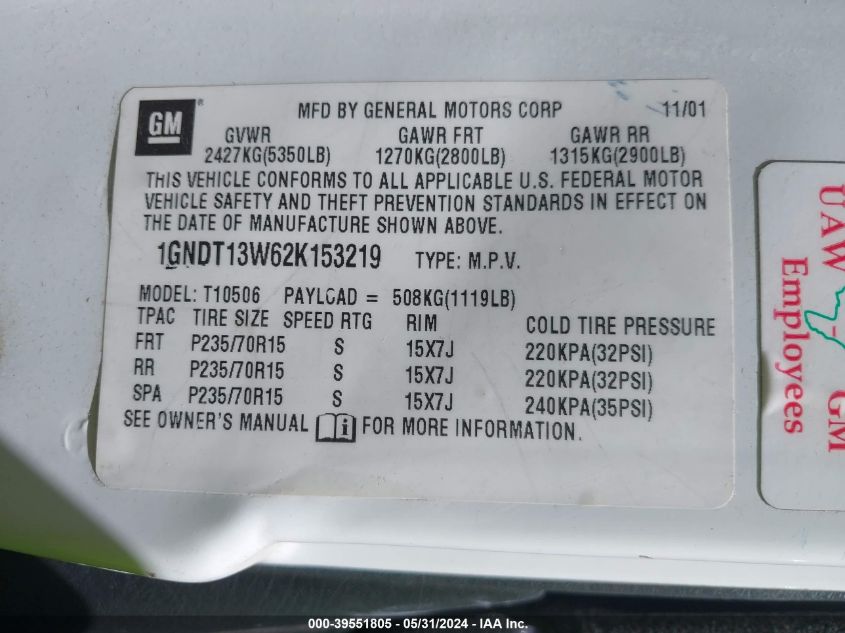 GM ® MFD BY GENERAL MOTORS CORP 11/01
GVWR GAWR FRT GAWR RR
2427KG(5350LB) 1270KG(2800LB) 1315KG(2900LB)
THIS VEHICLE CONFORMS TO ALL APPLICABLE U.S. FEDERAL MOTOR
VEHICLE SAFETY AND THEFT PREVENTION STANDARDS IN EFFECT ON
THE DATE OF MANUFACTURE SHOWN ABOVE.
1GNDT13W62K153219 TYPE: M.P.V.
MODEL: T10506 PAYLOAD = 508KG(1119LB)
TPAC TIRE SIZE SPEED RTG RIM COLD TIRE PRESSURE
FRT P235/70R15 S 15X7J 220KPA(32PSI)
RR P235/70R15 S 15X7J 220KPA(32PSI)
SPA P235/70R15 S 15X7J 240KPA(35PSI)
SEE OWNER'S MANUAL i FOR MORE INFORMATION.
UAW - GM
Employees
000-39551805 - 05/31/2024 - IAA Inc.